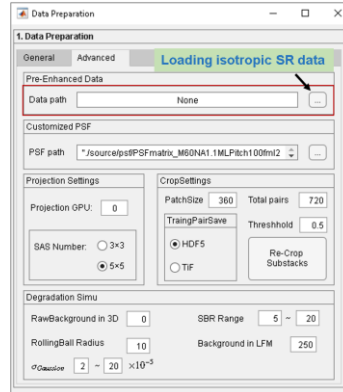 Data Preparation
1. Data Preparation
General Advanced Loading isotropic SR data
Pre-Enhanced Data
Data path None ...
Customized PSF
PSF path "./source/psf/PSFmatrix_M60NA1.1MLPitch100fml2 ...
Projection Settings
Projection GPU: 0
SAS Number: 3×3
5×5
CropSettings
PatchSize 360 Total pairs 720
TraingPairSave
HDF5
TiF
Threshhold 0.5
Re-Crop
Substacks
Degradation Simu
RawBackground in 3D 0 SBR Range 5 ~ 20
RollingBall Radius 10 Background in LFM 250
σGaussion 2 ~ 20 ×10⁻⁵